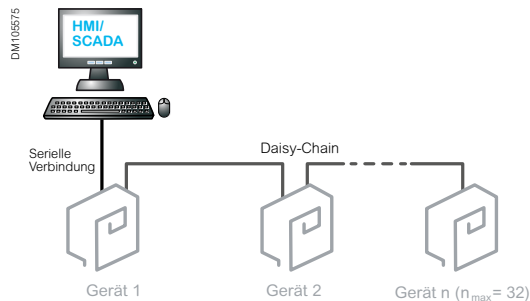 DM105575
HMI/
SCADA
Serielle
Verbindung
Daisy-Chain
Gerät 1
Gerät 2
Gerät n (nmax= 32)